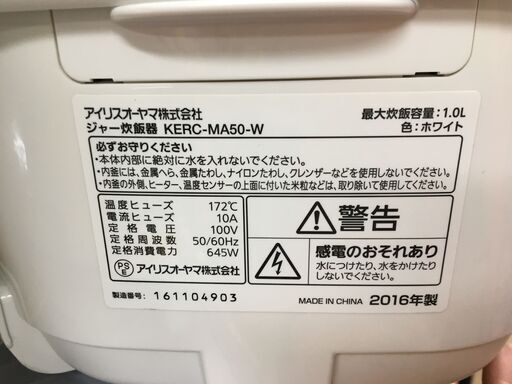 アイリスオーヤマ株式会社
ジャー炊飯器 KERC-MA50-W
最大炊飯容量：1.0L
色：ホワイト
必ずお守りください
・本体内部に絶対に水を入れないでください。
・内釜には、金属へら、金属たわし、ナイロンたわし、クレンザーなどを使用しないでください。
・内釜の外側、ヒーター、温度センサーの上面に付いた米粒などは、取り除いて使用してください。
温度ヒューズ 172℃
電流ヒューズ 10A
定格電圧 100V
定格周波数 50/60Hz
定格消費電力 645W
PS
E
アイリスオーヤマ株式会社
製造番号： 161104903
警告
感電のおそれあり
水につけたり、水をかけたり
しないでください。
MADE IN CHINA 2016年製